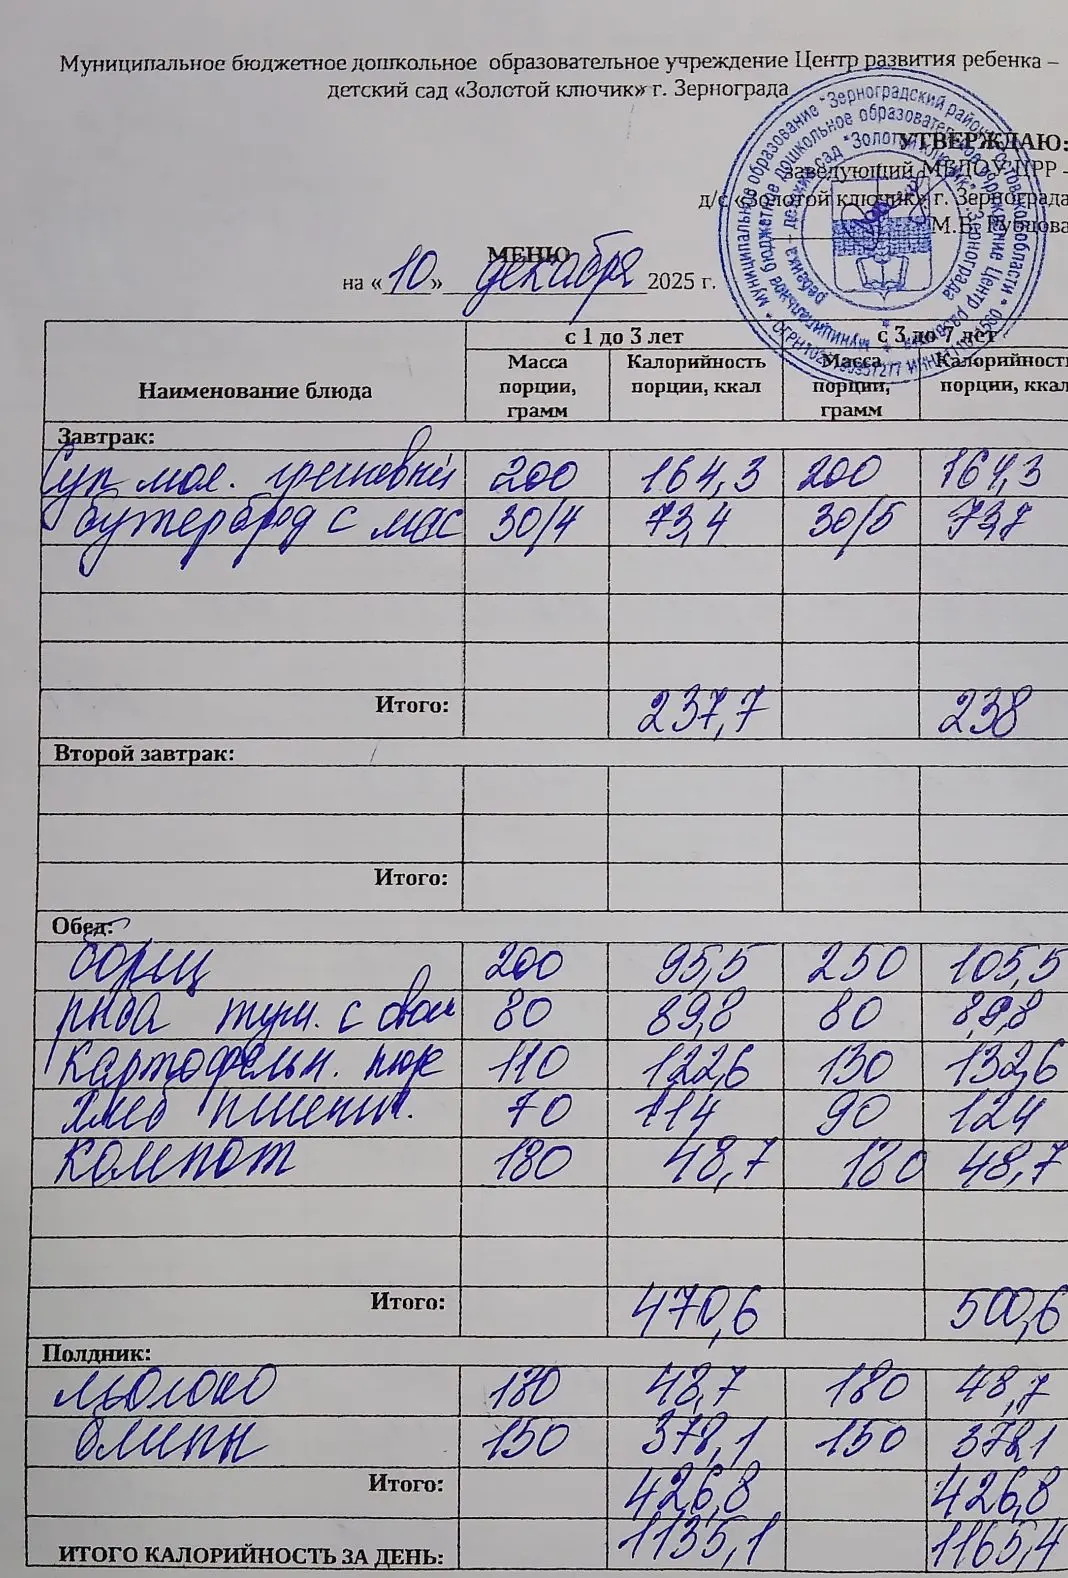 Муниципальное бюджетное дошкольное образовательное учреждение Центр развития ребенка –
детский сад «Золотой ключик» г. Зернограда
УТВЕРЖДАЮ:
заведующий МБДОУ ЦРР -
д/с «Золотой ключик» г. Зернограда
М.В. Рубцова
МЕНЮ
на «10» декабря 2025 г.
Наименование блюда с 1 до 3 лет с 3 до 7 лет
Масса порции, грамм Калорийность порции, ккал Масса порции, грамм Калорийность порции, ккал
Завтрак:
Суп мол. гречневый 200 164,3 200 164,3
бутерброд с мас 30/4 73,4 30/5 73,7
Итого: 237,7 238
Второй завтрак:
Итого:
Обед:
борщ 200 95,5 250 105,5
рыба туш. с овощ 80 89,8 80 89,8
картофельн. пюре 110 122,6 130 132,6
хлеб пшенич. 70 114 90 124
компот 180 48,7 180 48,7
Итого: 470,6 500,6
Полдник:
молоко 180 48,7 180 48,7
блины 150 378,1 150 378,1
Итого: 426,8 426,8
ИТОГО КАЛОРИЙНОСТЬ ЗА ДЕНЬ: 1135,1 1165,4